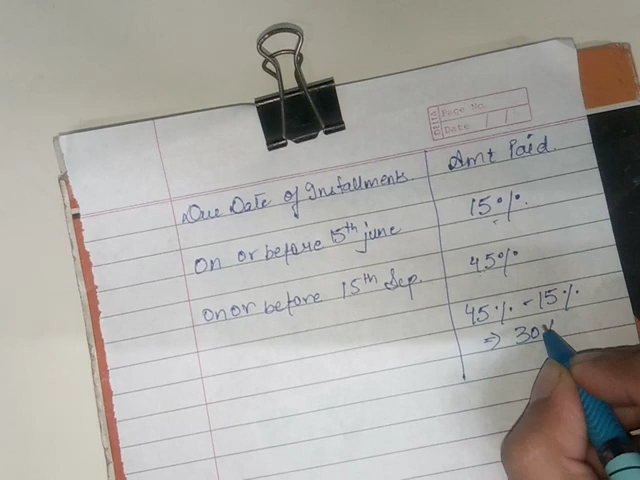 Page No.
Date / /
Due Date of Installments Amt Paid
on or before 15th june 15%.
on or before 15th Sep. 45%
45% - 15%
⇒ 30%